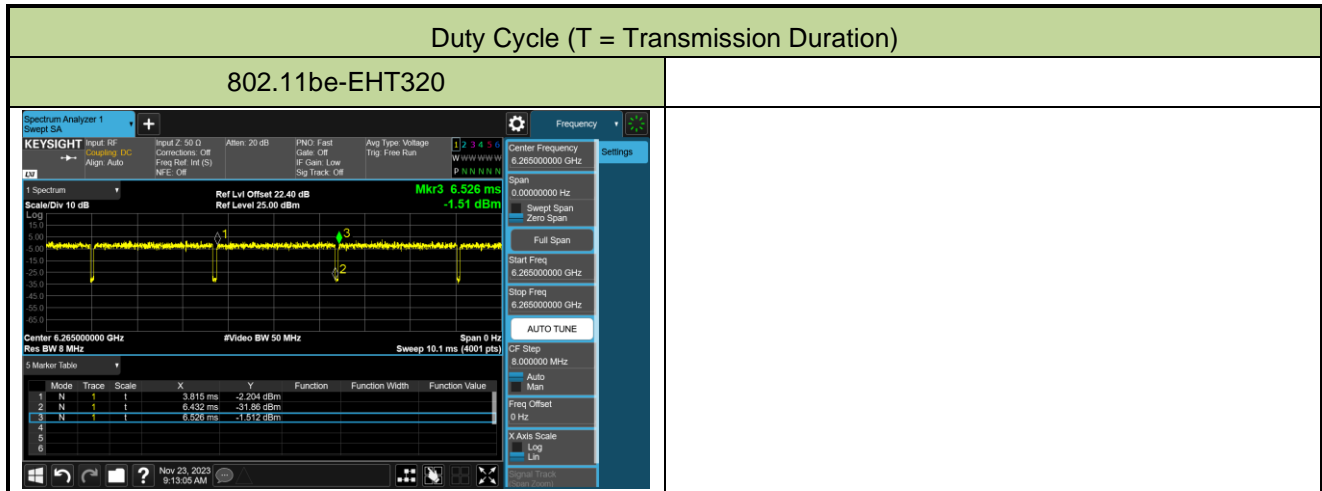 Duty Cycle (T = Transmission Duration)
802.11be-EHT320
Spectrum Analyzer 1
Swept SA
+
Frequency
KEYSIGHT
Input: RF
Coupling: DC
Align: Auto
Input Z: 50 Ω
Corrections: Off
Freq Ref: Int (S)
NFE: Off
Atten: 20 dB
PNO: Fast
Gate: Off
IF Gain: Low
Sig Track: Off
Avg Type: Voltage
Trig: Free Run
1 2 3 4 5 6
W W W W W W
P N N N N N
LXI
1 Spectrum
Scale/Div 10 dB
Ref Lvl Offset 22.40 dB
Ref Level 25.00 dBm
Mkr3 6.526 ms
-1.51 dBm
Log
15.0
5.00
-5.00
-15.0
-25.0
-35.0
-45.0
-55.0
-65.0
1
3
2
Center 6.265000000 GHz
#Video BW 50 MHz
Span 0 Hz
Res BW 8 MHz
Sweep 10.1 ms (4001 pts)
5 Marker Table
Mode Trace Scale X Y Function Function Width Function Value
1 N 1 t 3.815 ms -2.204 dBm
2 N 1 t 6.432 ms -31.86 dBm
3 N 1 t 6.526 ms -1.512 dBm
4
5
6
Nov 23, 2023
9:13:05 AM
?
Settings
Center Frequency
6.265000000 GHz
Span
0.00000000 Hz
Swept Span
Zero Span
Full Span
Start Freq
6.265000000 GHz
Stop Freq
6.265000000 GHz
AUTO TUNE
CF Step
8.000000 MHz
Auto
Man
Freq Offset
0 Hz
X Axis Scale
Log
Lin
Signal Track
(Span Zoom)